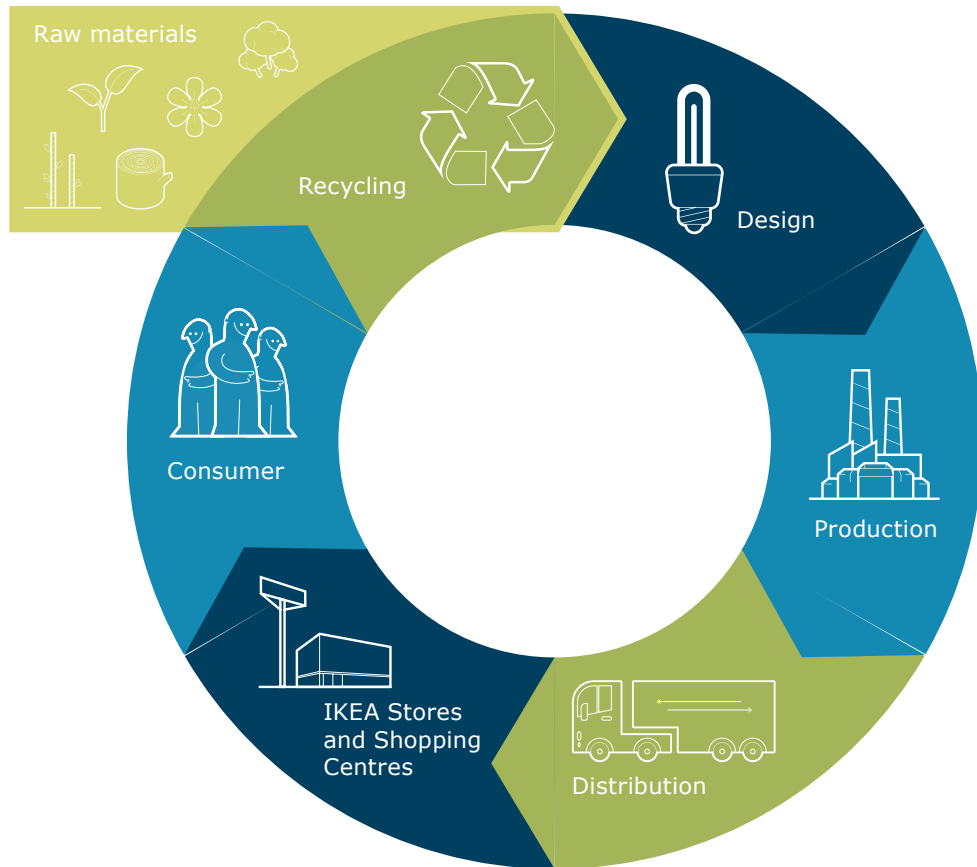 Raw materials
Recycling
Design
Consumer
Production
IKEA Stores
and Shopping
Centres
Distribution